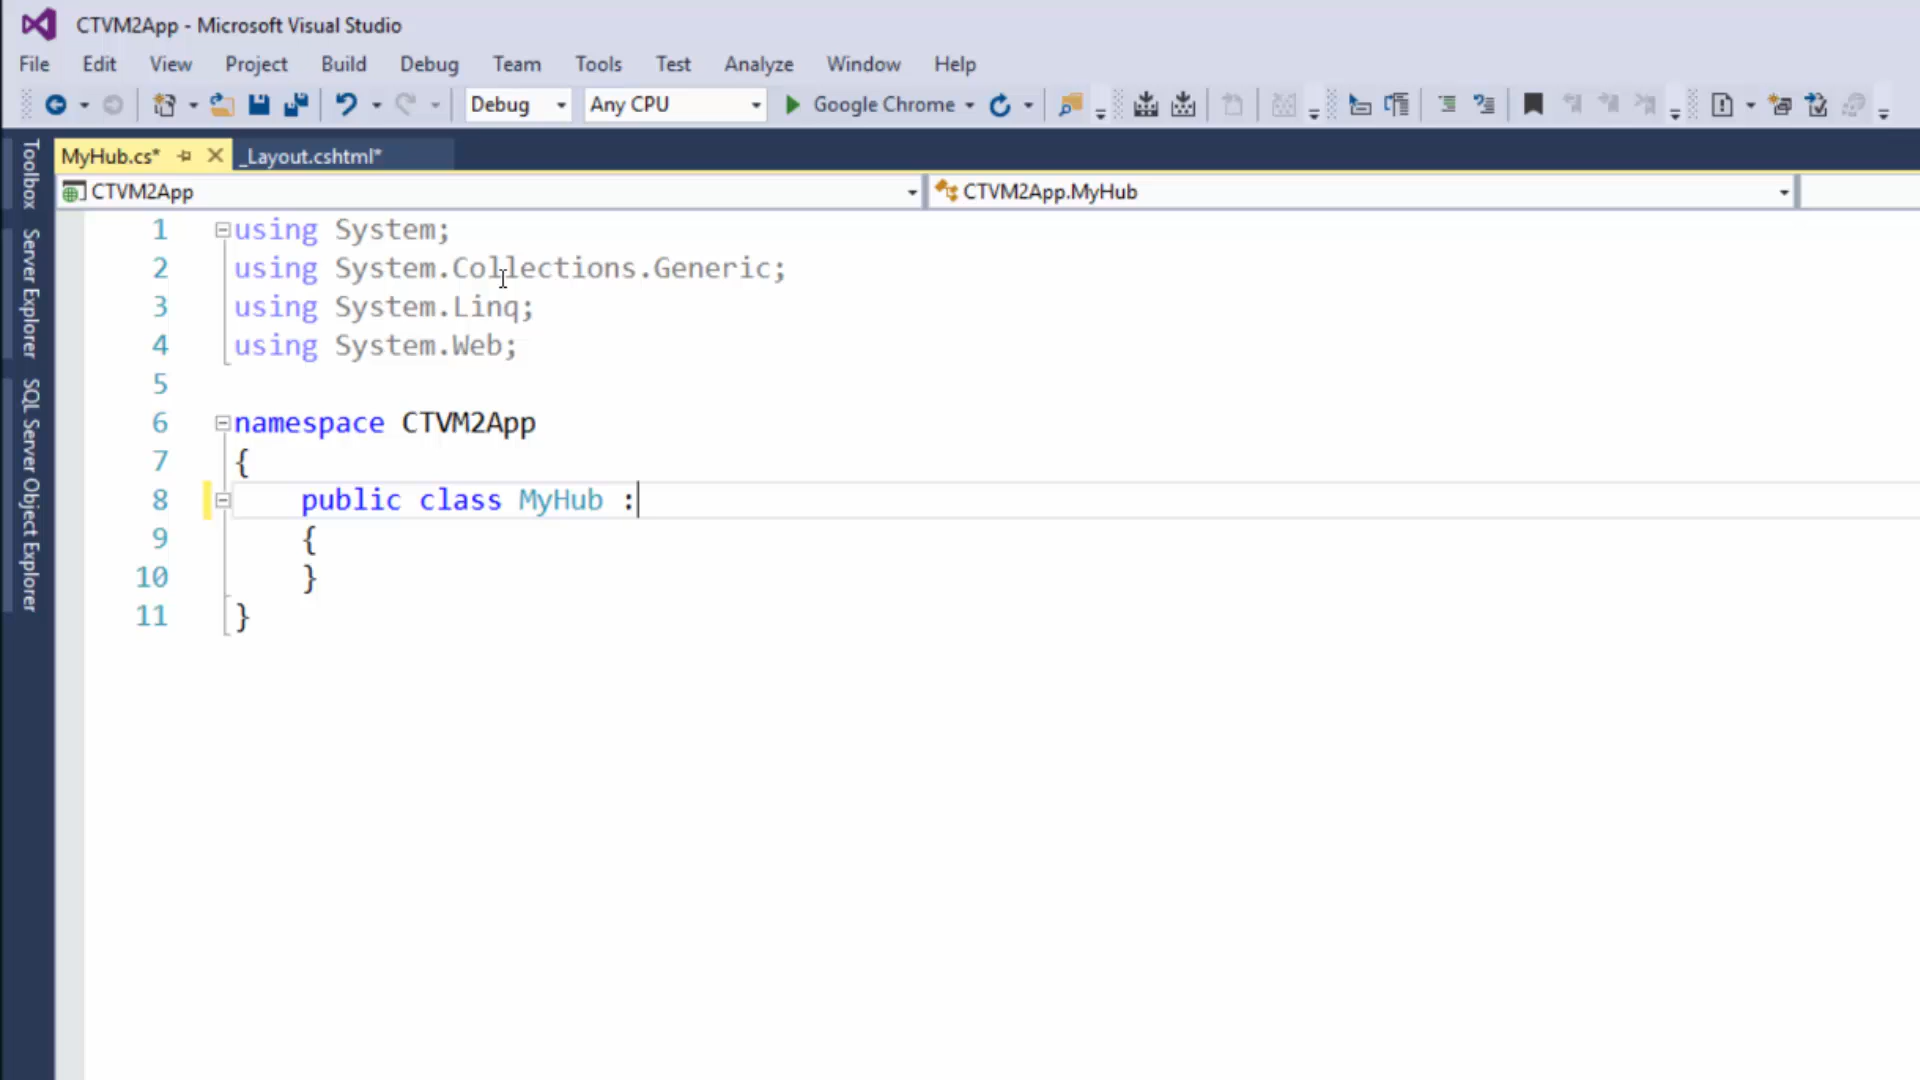 CTVM2App - Microsoft Visual Studio
File Edit View Project Build Debug Team Tools Test Analyze Window Help
Debug Any CPU Google Chrome
MyHub.cs* _Layout.cshtml*
CTVM2App CTVM2App.MyHub
Toolbox
Server Explorer
SQL Server Object Explorer
1 using System;
2 using System.Collections.Generic;
3 using System.Linq;
4 using System.Web;
5
6 namespace CTVM2App
7 {
8 public class MyHub :
9 {
10 }
11 }